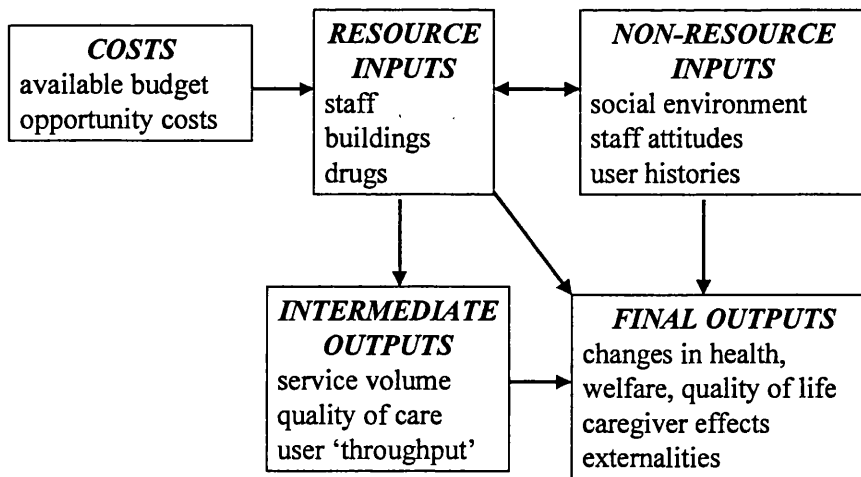 COSTS
available budget
opportunity costs
RESOURCE
INPUTS
staff
buildings
drugs
NON-RESOURCE
INPUTS
social environment
staff attitudes
user histories
INTERMEDIATE
OUTPUTS
service volume
quality of care
user ‘throughput’
FINAL OUTPUTS
changes in health,
welfare, quality of life
caregiver effects
externalities